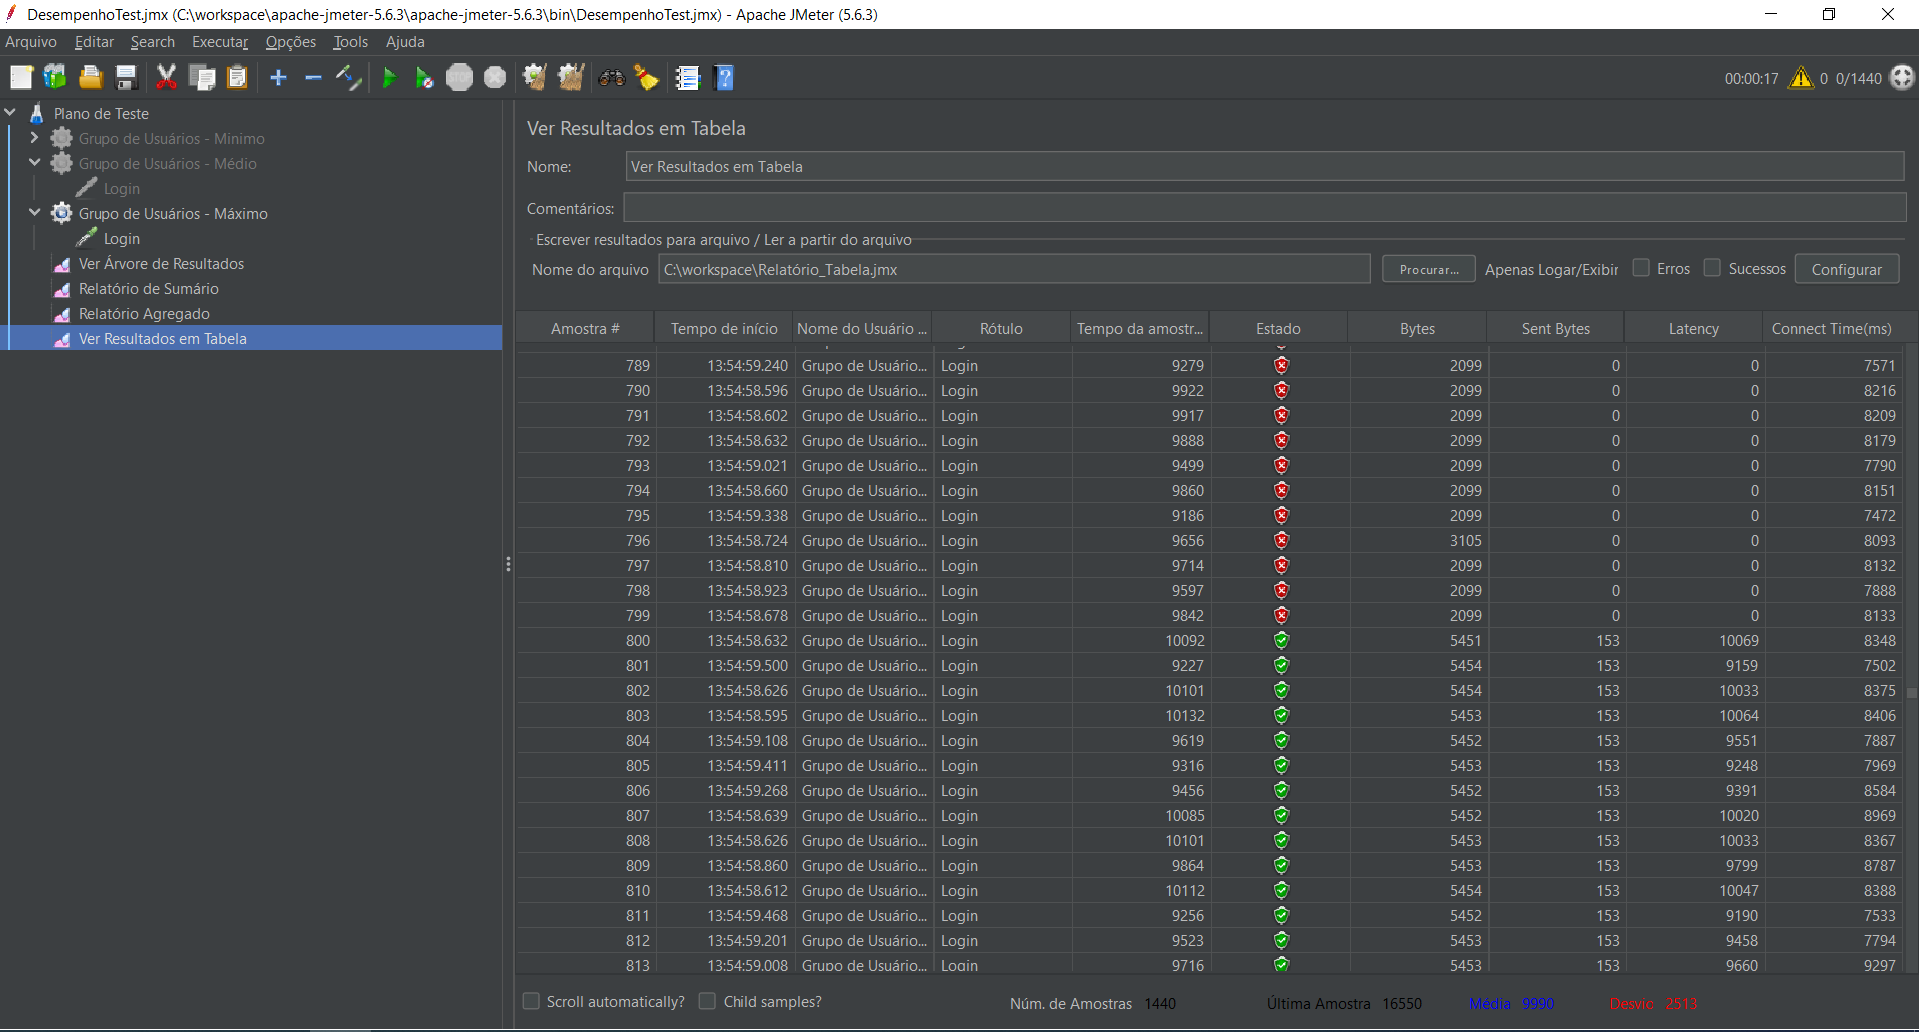 DesempenhoTest.jmx (C:\workspace\apache-jmeter-5.6.3\apache-jmeter-5.6.3\bin\DesempenhoTest.jmx) - Apache JMeter (5.6.3)
Arquivo Editar Search Executar Opções Tools Ajuda
STOP
00:00:17 0 0/1440
Plano de Teste
Grupo de Usuários - Minimo
Grupo de Usuários - Médio
Login
Grupo de Usuários - Máximo
Login
Ver Árvore de Resultados
Relatório de Sumário
Relatório Agregado
Ver Resultados em Tabela
Ver Resultados em Tabela
Nome: Ver Resultados em Tabela
Comentários:
Escrever resultados para arquivo / Ler a partir do arquivo
Nome do arquivo C:\workspace\Relatório_Tabela.jmx Procurar... Apenas Logar/Exibir Erros Sucessos Configurar
Amostra # Tempo de início Nome do Usuário ... Rótulo Tempo da amostr... Estado Bytes Sent Bytes Latency Connect Time(ms)
789 13:54:59.240 Grupo de Usuário... Login 9279 2099 0 0 7571
790 13:54:58.596 Grupo de Usuário... Login 9922 2099 0 0 8216
791 13:54:58.602 Grupo de Usuário... Login 9917 2099 0 0 8209
792 13:54:58.632 Grupo de Usuário... Login 9888 2099 0 0 8179
793 13:54:59.021 Grupo de Usuário... Login 9499 2099 0 0 7790
794 13:54:58.660 Grupo de Usuário... Login 9860 2099 0 0 8151
795 13:54:59.338 Grupo de Usuário... Login 9186 2099 0 0 7472
796 13:54:58.724 Grupo de Usuário... Login 9656 3105 0 0 8093
797 13:54:58.810 Grupo de Usuário... Login 9714 2099 0 0 8132
798 13:54:58.923 Grupo de Usuário... Login 9597 2099 0 0 7888
799 13:54:58.678 Grupo de Usuário... Login 9842 2099 0 0 8133
800 13:54:58.632 Grupo de Usuário... Login 10092 5451 153 10069 8348
801 13:54:59.500 Grupo de Usuário... Login 9227 5454 153 9159 7502
802 13:54:58.626 Grupo de Usuário... Login 10101 5454 153 10033 8375
803 13:54:58.595 Grupo de Usuário... Login 10132 5453 153 10064 8406
804 13:54:59.108 Grupo de Usuário... Login 9619 5452 153 9551 7887
805 13:54:59.411 Grupo de Usuário... Login 9316 5453 153 9248 7969
806 13:54:59.268 Grupo de Usuário... Login 9456 5452 153 9391 8584
807 13:54:58.639 Grupo de Usuário... Login 10085 5452 153 10020 8969
808 13:54:58.626 Grupo de Usuário... Login 10101 5452 153 10033 8367
809 13:54:58.860 Grupo de Usuário... Login 9864 5453 153 9799 8787
810 13:54:58.612 Grupo de Usuário... Login 10112 5454 153 10047 8388
811 13:54:59.468 Grupo de Usuário... Login 9256 5452 153 9190 7533
812 13:54:59.201 Grupo de Usuário... Login 9523 5453 153 9458 7794
813 13:54:59.008 Grupo de Usuário... Login 9716 5453 153 9660 9297
Scroll automatically? Child samples? Núm. de Amostras 1440 Última Amostra 16550 Média 9990 Desvio 2513